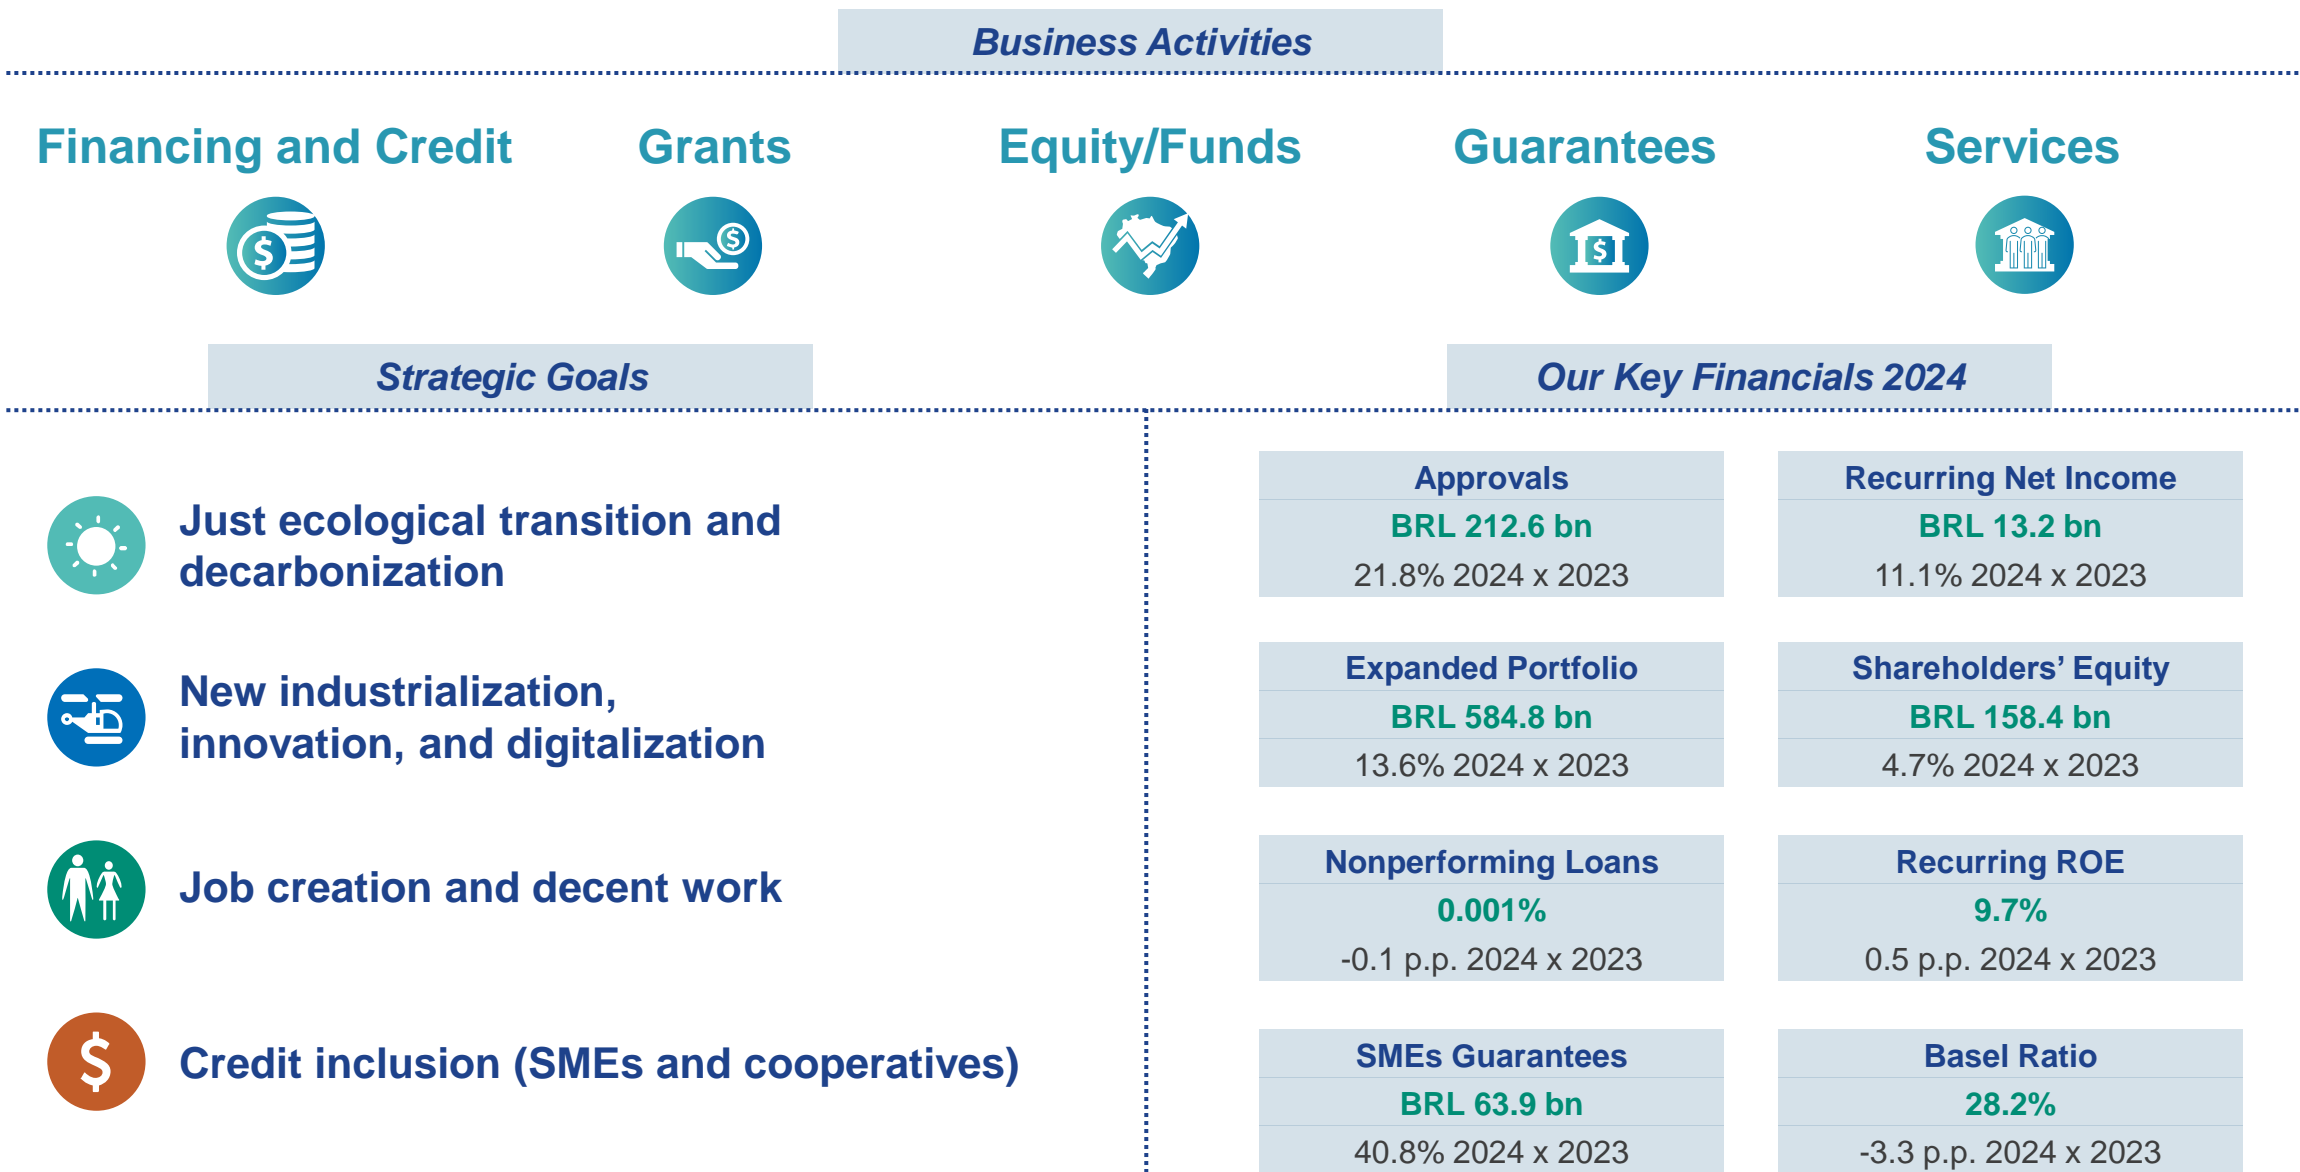 Business Activities
Financing and Credit
Grants
Equity/Funds
Guarantees
Services
Strategic Goals
Just ecological transition and
decarbonization
New industrialization,
innovation, and digitalization
Job creation and decent work
Credit inclusion (SMEs and cooperatives)
Our Key Financials 2024
Approvals
BRL 212.6 bn
21.8% 2024 x 2023
Recurring Net Income
BRL 13.2 bn
11.1% 2024 x 2023
Expanded Portfolio
BRL 584.8 bn
13.6% 2024 x 2023
Shareholders’ Equity
BRL 158.4 bn
4.7% 2024 x 2023
Nonperforming Loans
0.001%
-0.1 p.p. 2024 x 2023
Recurring ROE
9.7%
0.5 p.p. 2024 x 2023
SMEs Guarantees
BRL 63.9 bn
40.8% 2024 x 2023
Basel Ratio
28.2%
-3.3 p.p. 2024 x 2023